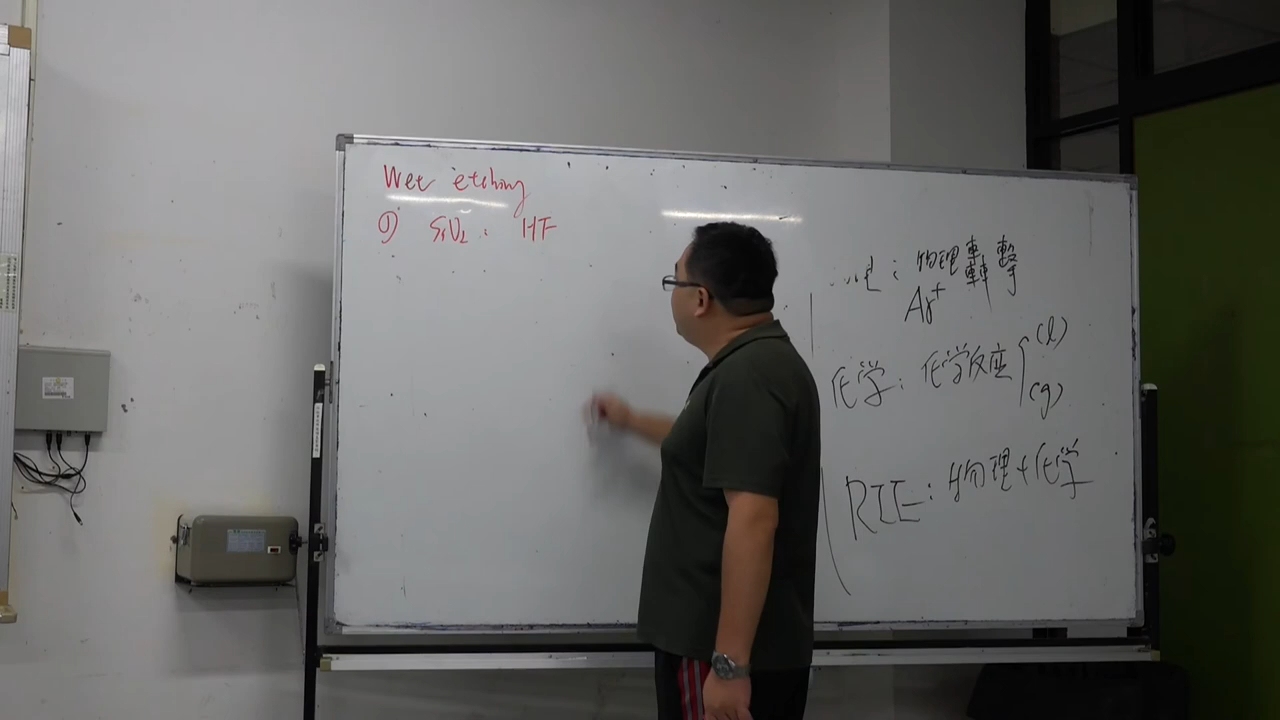 Wet etching
① SiO2 : HF
: 物理轟擊
Ar+
化学: 化学反应 (l)
(g)
RIE: 物理+化学